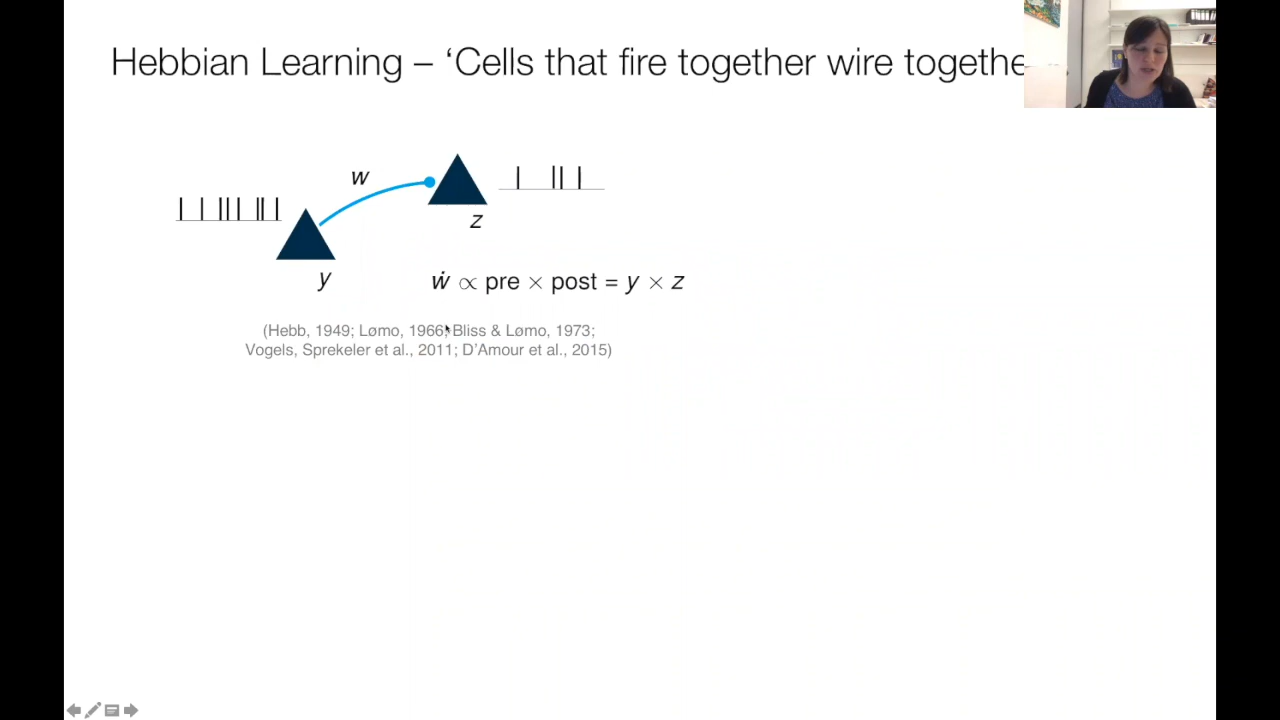 Hebbian Learning – ‘Cells that fire together wire togethe
w
z
y
ẇ ∝ pre × post = y × z
(Hebb, 1949; Lømo, 1966; Bliss & Lømo, 1973;
Vogels, Sprekeler et al., 2011; D’Amour et al., 2015)